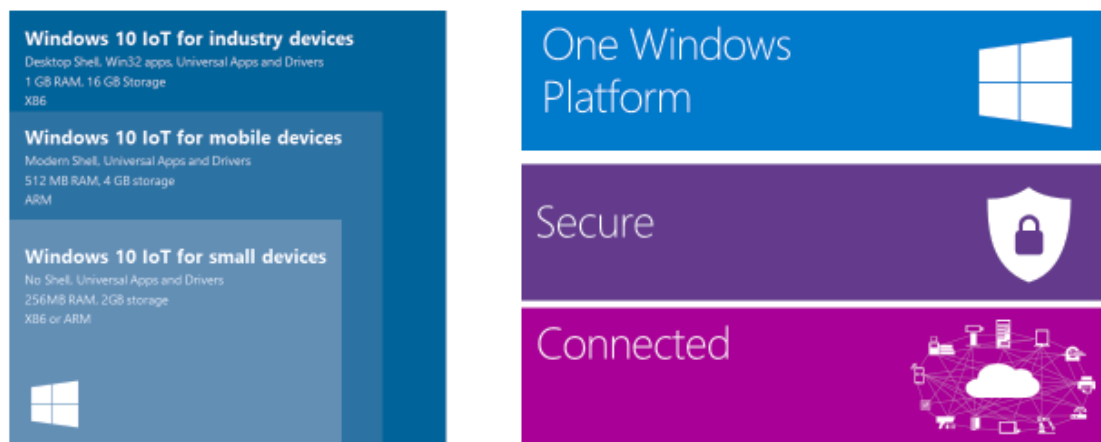 Windows 10 IoT for industry devices
Desktop Shell, Win32 apps, Universal Apps and Drivers
1 GB RAM, 16 GB Storage
X86
Windows 10 IoT for mobile devices
Modern Shell, Universal Apps and Drivers
512 MB RAM, 4 GB storage
ARM
Windows 10 IoT for small devices
No Shell, Universal Apps and Drivers
256MB RAM, 2GB storage
X86 or ARM
One Windows
Platform
Secure
Connected